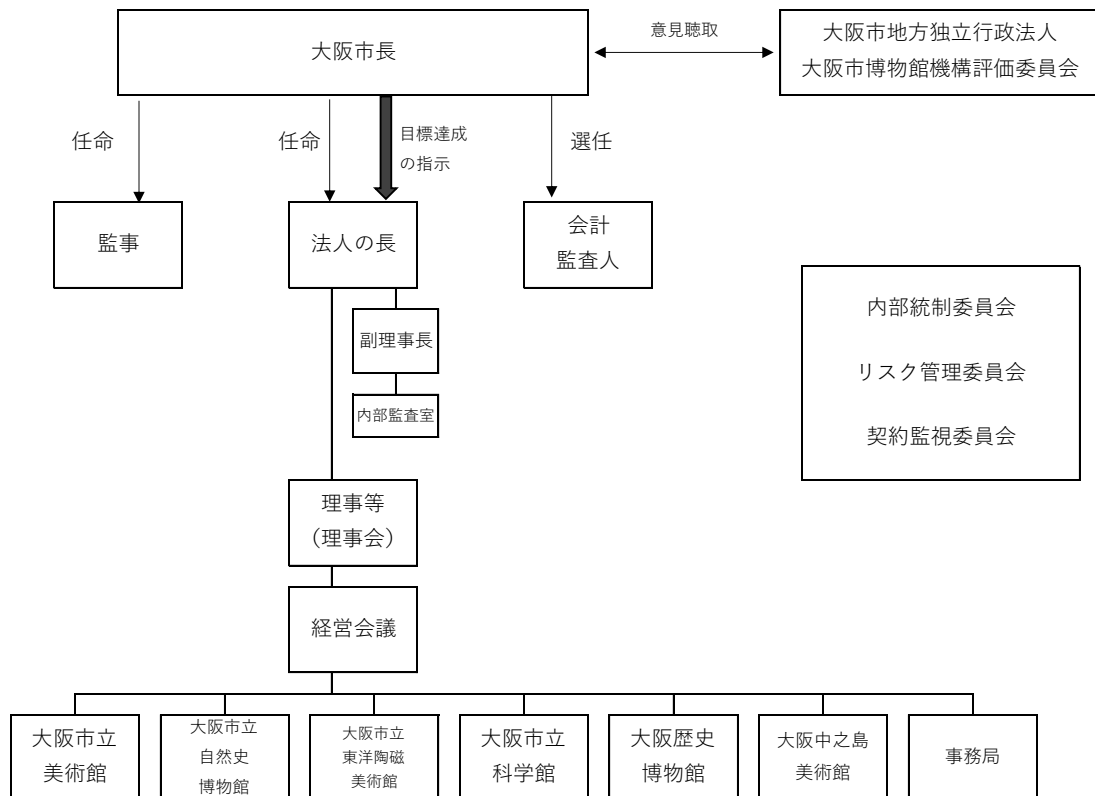 大阪市長
意見聴取
大阪市地方独立行政法人
大阪市博物館機構評価委員会
任命
任命
目標達成
の指示
選任
監事
法人の長
会計
監査人
副理事長
内部監査室
内部統制委員会
リスク管理委員会
契約監視委員会
理事等
（理事会）
経営会議
大阪市立
美術館
大阪市立
自然史
博物館
大阪市立
東洋陶磁
美術館
大阪市立
科学館
大阪歴史
博物館
大阪中之島
美術館
事務局